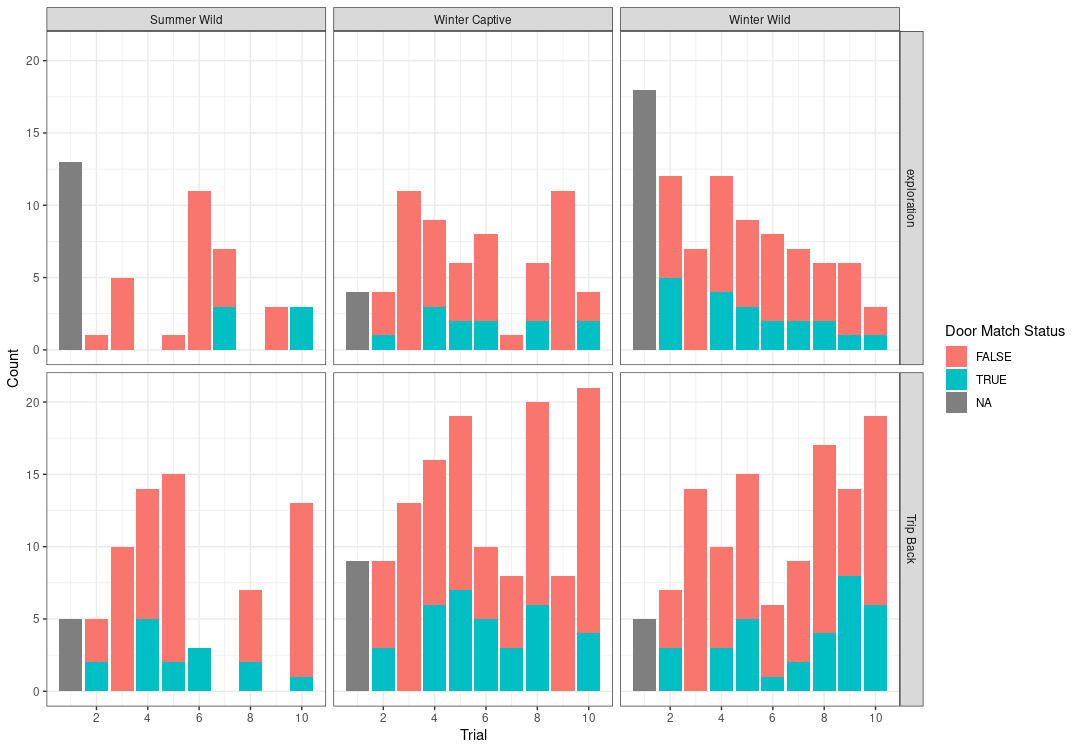 Summer Wild
Winter Captive
Winter Wild
20
15
10
5
0
exploration
20
15
10
5
0
Trip Back
Count
2 4 6 8 10
2 4 6 8 10
2 4 6 8 10
Trial
Door Match Status
FALSE
TRUE
NA